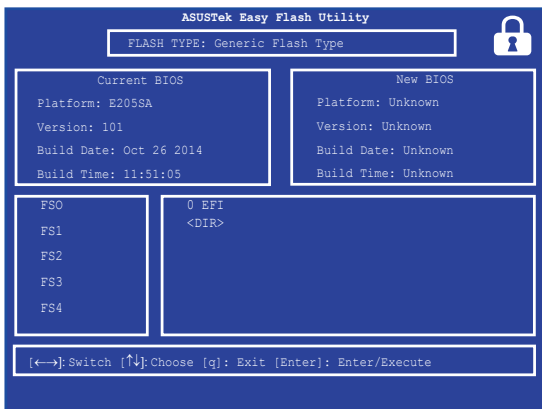 ASUSTek Easy Flash Utility
FLASH TYPE: Generic Flash Type
Current BIOS
Platform: E205SA
Version: 101
Build Date: Oct 26 2014
Build Time: 11:51:05
New BIOS
Platform: Unknown
Version: Unknown
Build Date: Unknown
Build Time: Unknown
FSO
FS1
FS2
FS3
FS4
0 EFI
<DIR>
[←→]: Switch [↑↓]: Choose [q]: Exit [Enter]: Enter/Execute